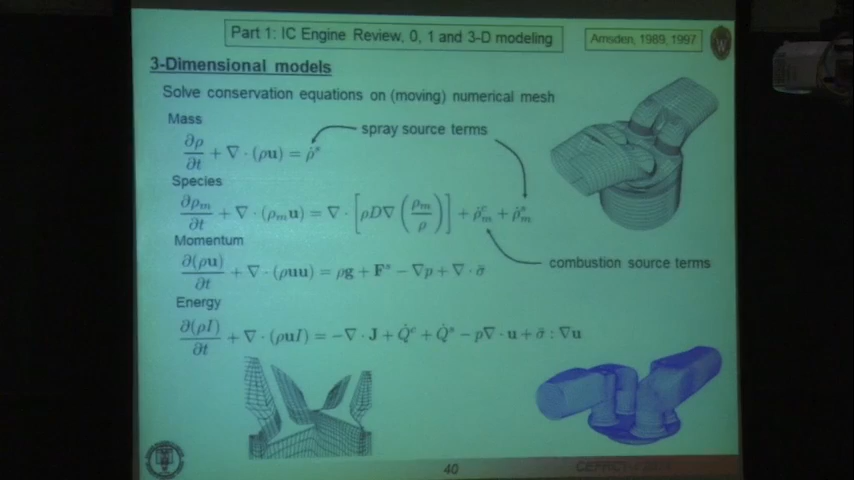 Part 1: IC Engine Review, 0, 1 and 3-D modeling
Amsden, 1989, 1997
3-Dimensional models
Solve conservation equations on (moving) numerical mesh
Mass
spray source terms
∂ρ/∂t + ∇ · (ρu) = ρ̇ˢ
Species
∂ρₘ/∂t + ∇ · (ρₘu) = ∇ · [ρD∇(ρₘ/ρ)] + ρ̇ₘᶜ + ρ̇ₘˢ
Momentum
combustion source terms
∂(ρu)/∂t + ∇ · (ρuu) = ρg + Fˢ − ∇p + ∇ · σ̄
Energy
∂(ρI)/∂t + ∇ · (ρuI) = −∇ · J + Q̇ᶜ + Q̇ˢ − p∇ · u + σ̄ : ∇u
40